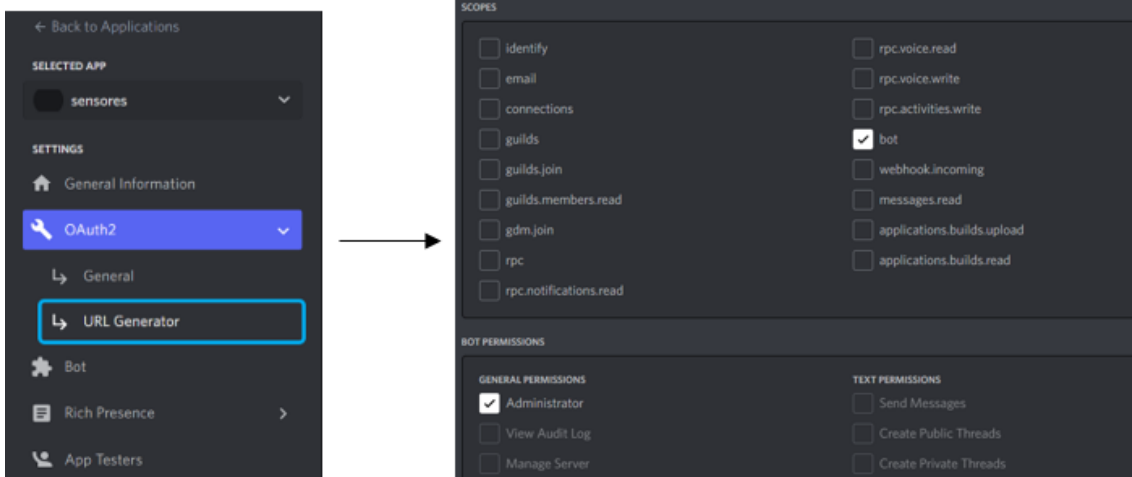 ← Back to Applications
SELECTED APP
sensores
SETTINGS
General Information
OAuth2
General
URL Generator
Bot
Rich Presence
App Testers
SCOPES
identify
email
connections
guilds
guilds.join
guilds.members.read
gdm.join
rpc
rpc.notifications.read
rpc.voice.read
rpc.voice.write
rpc.activities.write
bot
webhook.incoming
messages.read
applications.builds.upload
applications.builds.read
BOT PERMISSIONS
GENERAL PERMISSIONS
Administrator
View Audit Log
Manage Server
TEXT PERMISSIONS
Send Messages
Create Public Threads
Create Private Threads